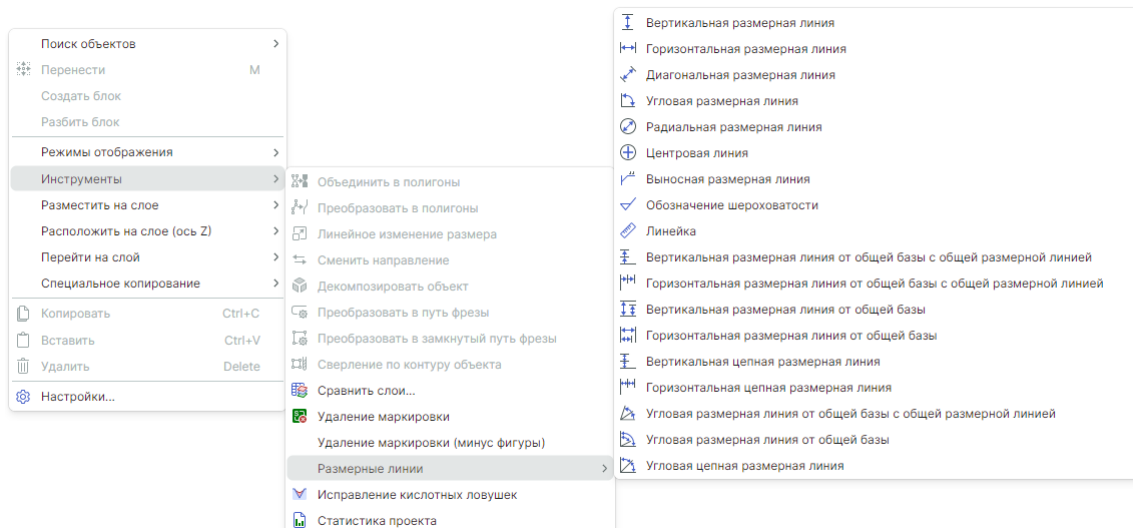 Поиск объектов
Перенести M
Создать блок
Разбить блок
Режимы отображения
Инструменты
Разместить на слое
Расположить на слое (ось Z)
Перейти на слой
Специальное копирование
Копировать Ctrl+C
Вставить Ctrl+V
Удалить Delete
Настройки...
Объединить в полигоны
Преобразовать в полигоны
Линейное изменение размера
Сменить направление
Декомпозировать объект
Преобразовать в путь фрезы
Преобразовать в замкнутый путь фрезы
Сверление по контуру объекта
Сравнить слои...
Удаление маркировки
Удаление маркировки (минус фигуры)
Размерные линии
Исправление кислотных ловушек
Статистика проекта
Вертикальная размерная линия
Горизонтальная размерная линия
Диагональная размерная линия
Угловая размерная линия
Радиальная размерная линия
Центровая линия
Выносная размерная линия
Обозначение шероховатости
Линейка
Вертикальная размерная линия от общей базы с общей размерной линией
Горизонтальная размерная линия от общей базы с общей размерной линией
Вертикальная размерная линия от общей базы
Горизонтальная размерная линия от общей базы
Вертикальная цепная размерная линия
Горизонтальная цепная размерная линия
Угловая размерная линия от общей базы с общей размерной линией
Угловая размерная линия от общей базы
Угловая цепная размерная линия